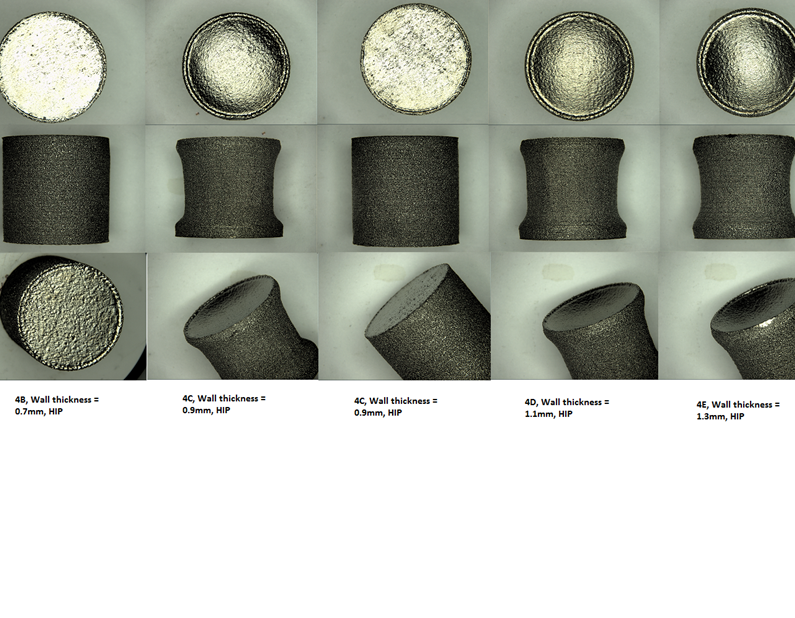 4B, Wall thickness =
0.7mm, HIP
4C, Wall thickness =
0.9mm, HIP
4C, Wall thickness =
0.9mm, HIP
4D, Wall thickness =
1.1mm, HIP
4E, Wall thickness =
1.3mm, HIP